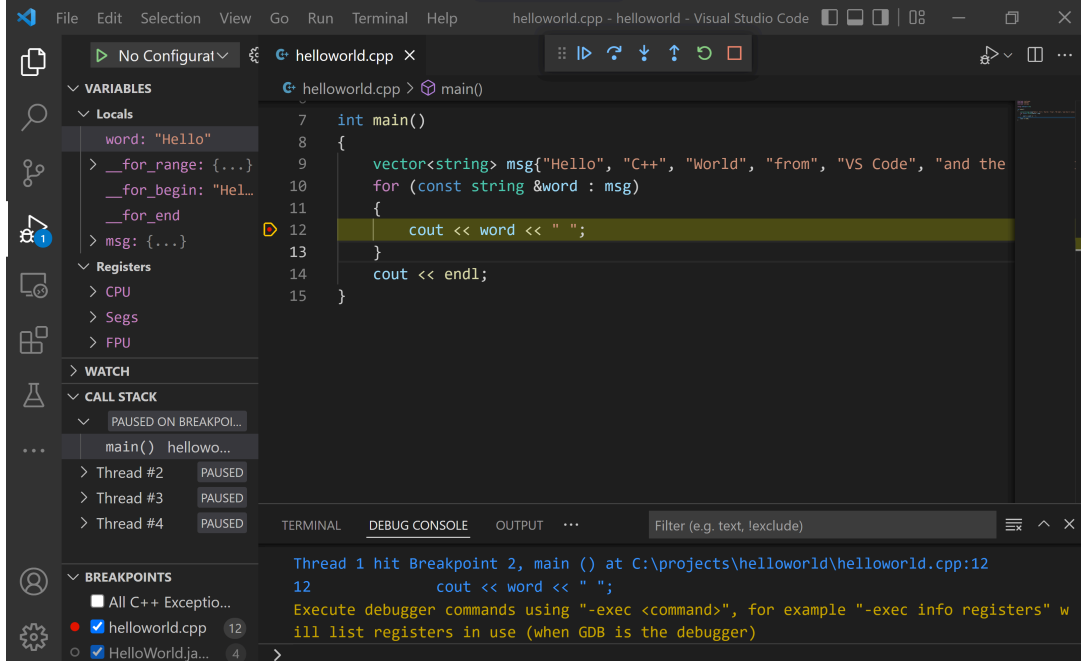 File Edit Selection View Go Run Terminal Help helloworld.cpp - helloworld - Visual Studio Code
No Configurat
helloworld.cpp
helloworld.cpp > main()
VARIABLES
Locals
word: "Hello"
__for_range: {...}
__for_begin: "Hel...
__for_end
msg: {...}
Registers
CPU
Segs
FPU
WATCH
CALL STACK
PAUSED ON BREAKPOI...
main() hellowo...
Thread #2 PAUSED
Thread #3 PAUSED
Thread #4 PAUSED
BREAKPOINTS
All C++ Exceptio...
helloworld.cpp 12
HelloWorld.ja... 4
1
7 int main()
8 {
9 vector<string> msg{"Hello", "C++", "World", "from", "VS Code", "and the
10 for (const string &word : msg)
11 {
12 cout << word << " ";
13 }
14 cout << endl;
15 }
TERMINAL DEBUG CONSOLE OUTPUT ··· Filter (e.g. text, !exclude)
Thread 1 hit Breakpoint 2, main () at C:\projects\helloworld\helloworld.cpp:12
12 cout << word << " ";
Execute debugger commands using "-exec <command>", for example "-exec info registers" w
ill list registers in use (when GDB is the debugger)
>